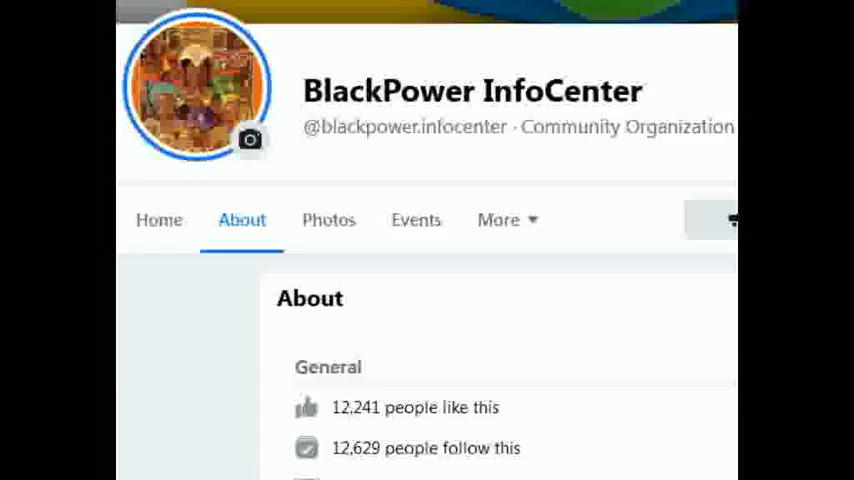 BlackPower InfoCenter
@blackpower.infocenter · Community Organization
Home About Photos Events More
About
General
12,241 people like this
12,629 people follow this